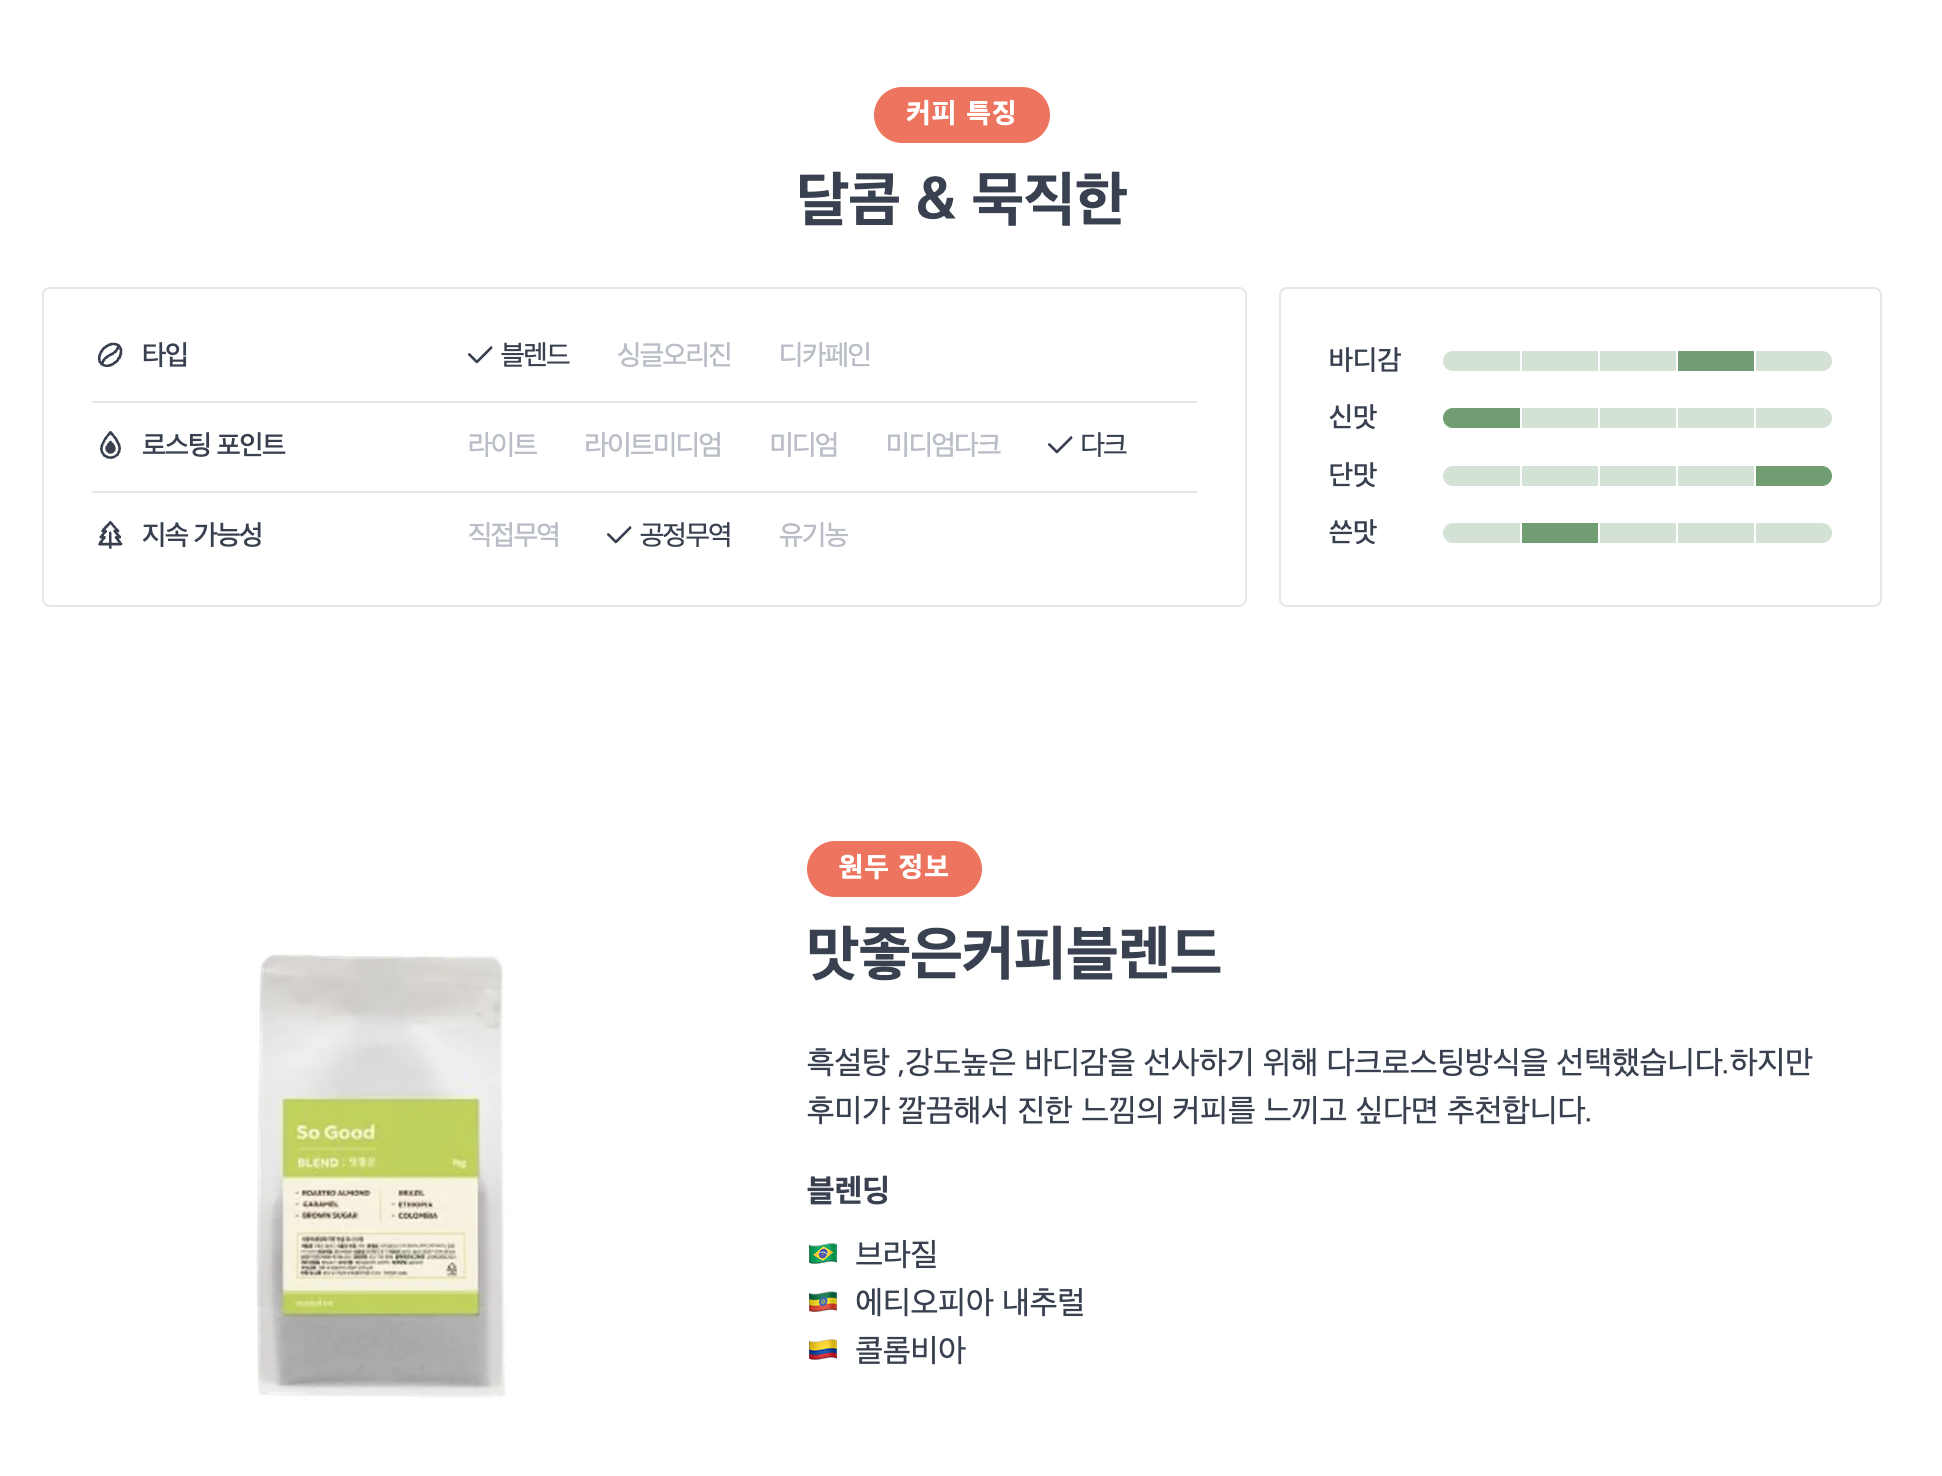 커피 특징
달콤 & 묵직한
타입 블렌드 싱글오리진 디카페인
로스팅 포인트 라이트 라이트미디엄 미디엄 미디엄다크 다크
지속 가능성 직접무역 공정무역 유기농
바디감
신맛
단맛
쓴맛
원두 정보
맛좋은커피블렌드
흑설탕 ,강도높은 바디감을 선사하기 위해 다크로스팅방식을 선택했습니다.하지만
후미가 깔끔해서 진한 느낌의 커피를 느끼고 싶다면 추천합니다.
블렌딩
브라질
에티오피아 내추럴
콜롬비아
So Good
BLEND : 맛좋은 1kg
- ROASTED ALMOND BRAZIL
- CARAMEL - ETHIOPIA
- BROWN SUGAR - COLOMBIA